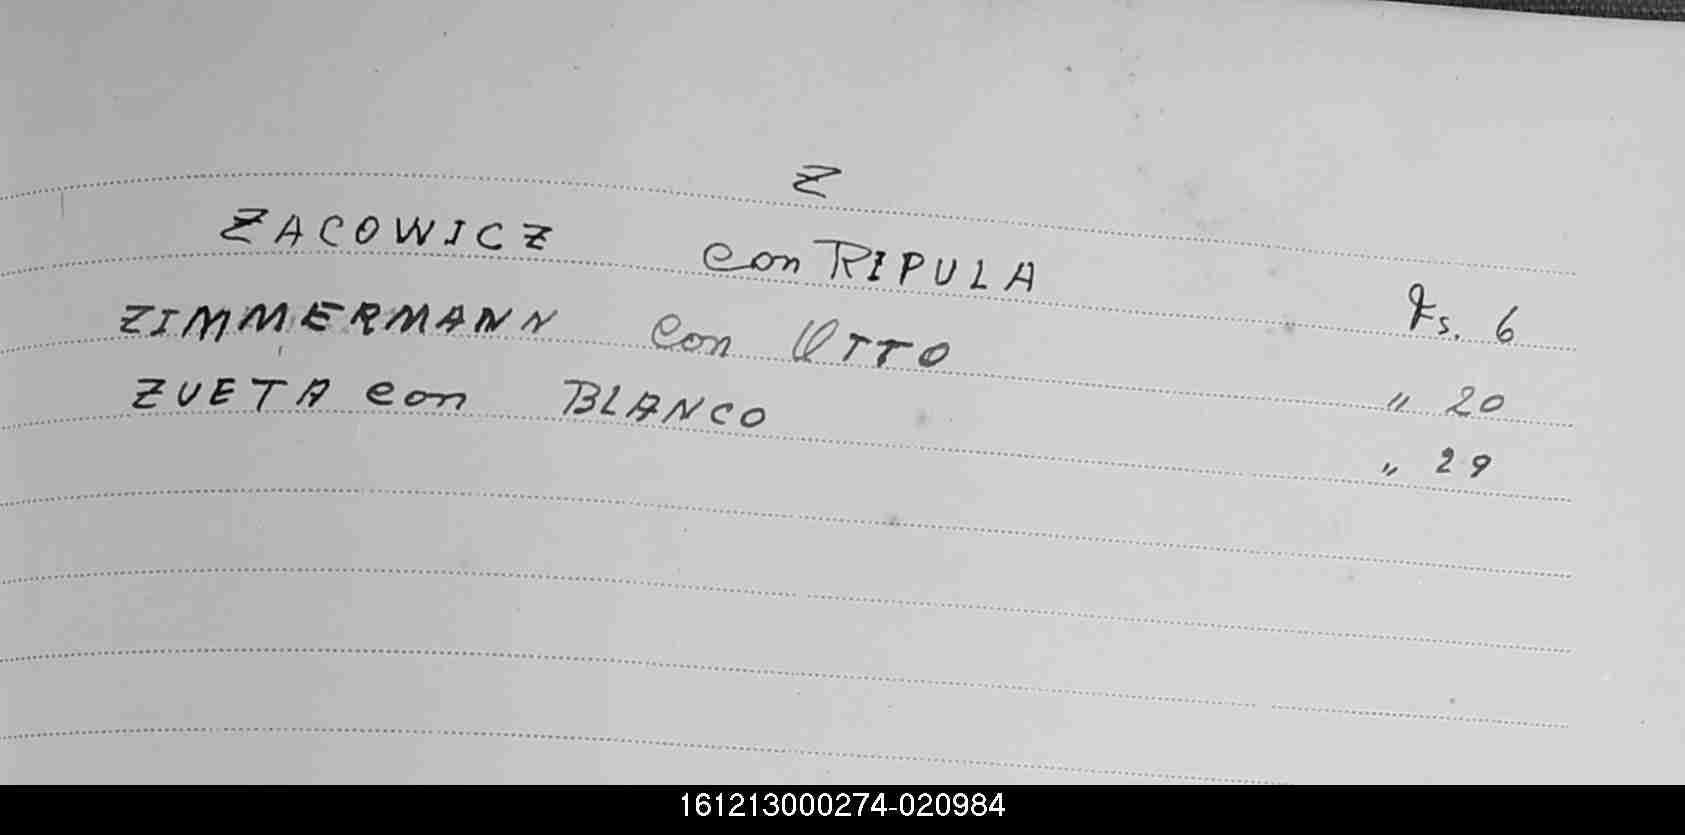 Z
ZACOWICZ con RIPULA Fs. 6
ZIMMERMANN con OTTO " 20
ZUETA con BLANCO " 29
161213000274-020984